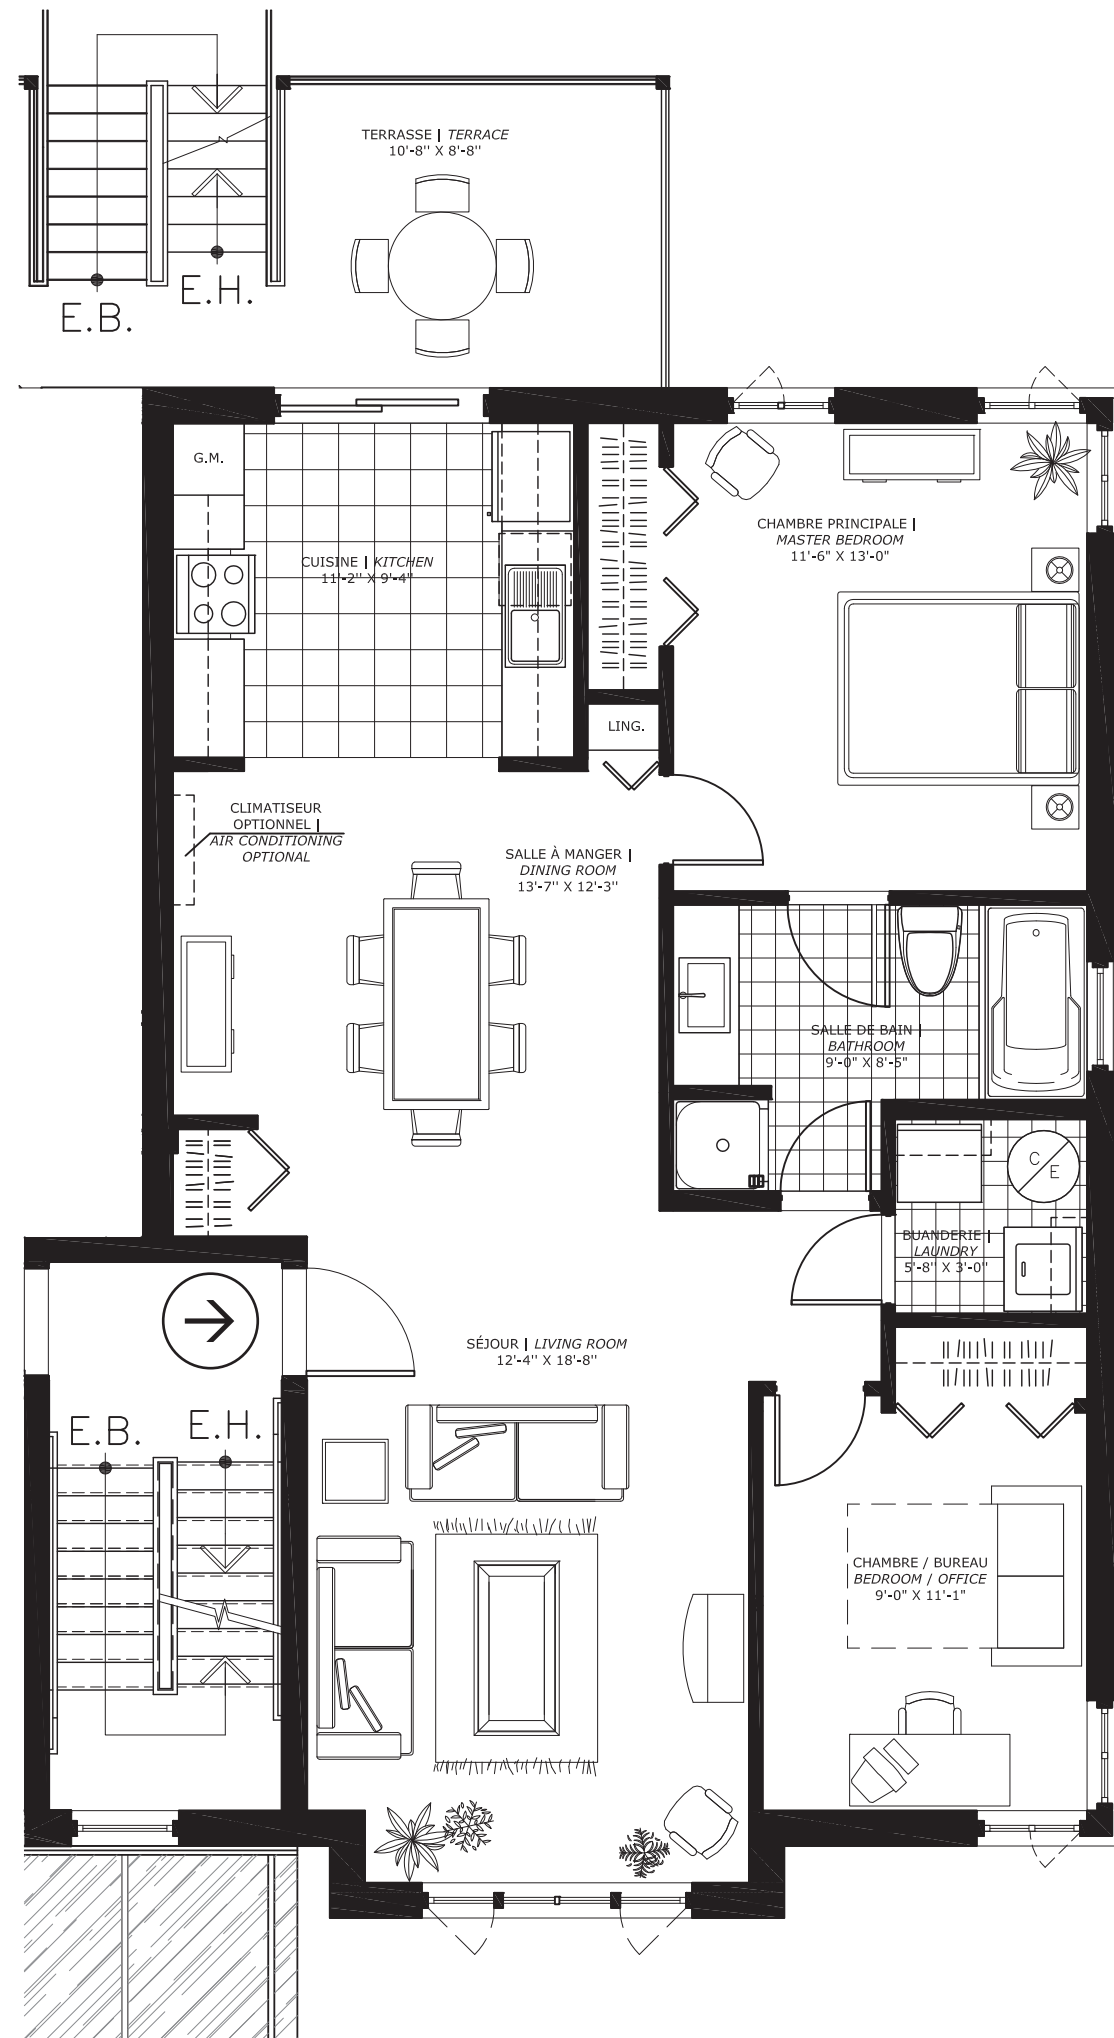 TERRASSE | TERRACE
10'-8'' X 8'-8''
E.B.
E.H.
G.M.
CUISINE | KITCHEN
11'-2'' X 9'-4"
CHAMBRE PRINCIPALE |
MASTER BEDROOM
11'-6" X 13'-0"
LING.
CLIMATISEUR
OPTIONNEL |
AIR CONDITIONING
OPTIONAL
SALLE À MANGER |
DINING ROOM
13'-7'' X 12'-3''
SALLE DE BAIN |
BATHROOM
9'-0" X 8'-5"
C
E
BUANDERIE |
LAUNDRY
5'-8" X 3'-0"
SÉJOUR | LIVING ROOM
12'-4" X 18'-8"
E.B.
E.H.
CHAMBRE / BUREAU
BEDROOM / OFFICE
9'-0" X 11'-1"